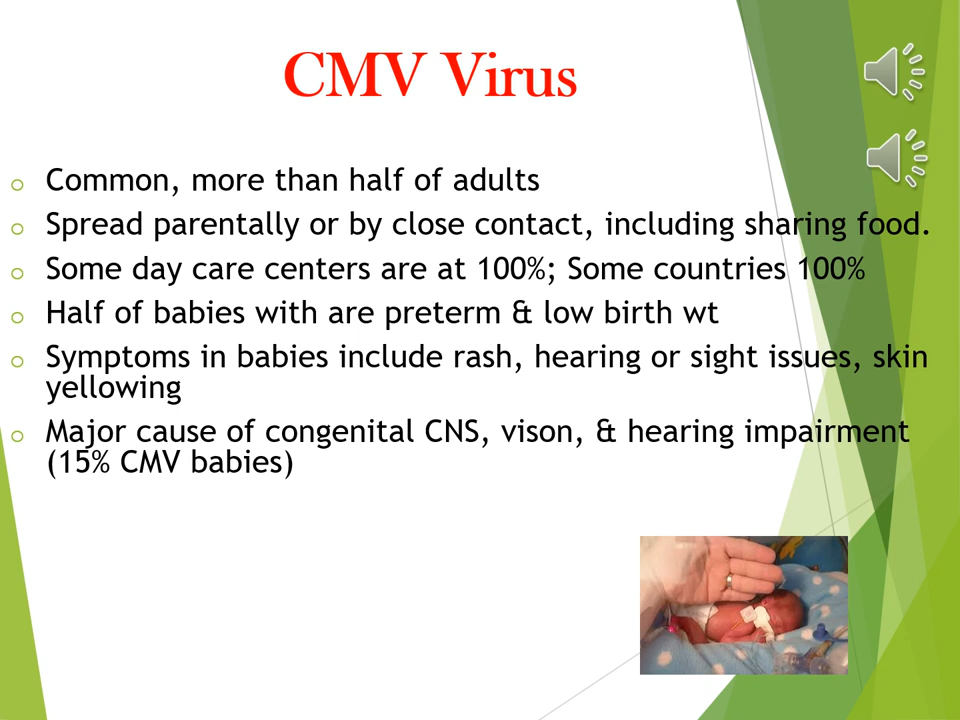 CMV Virus
o Common, more than half of adults
o Spread parentally or by close contact, including sharing food.
o Some day care centers are at 100%; Some countries 100%
o Half of babies with are preterm & low birth wt
o Symptoms in babies include rash, hearing or sight issues, skin
yellowing
o Major cause of congenital CNS, vison, & hearing impairment
(15% CMV babies)